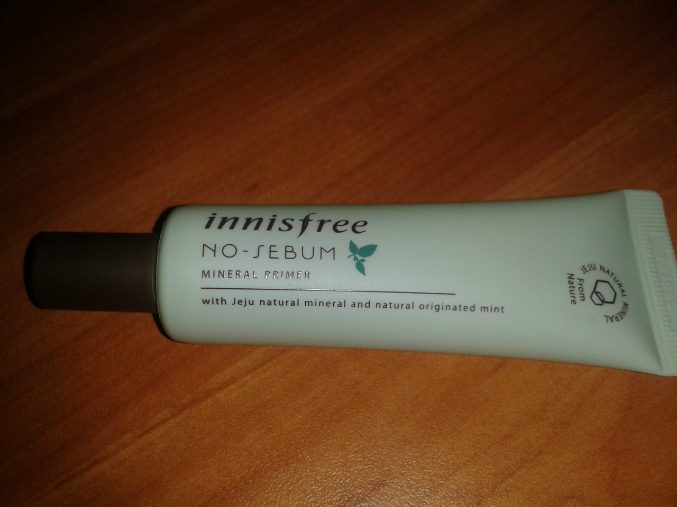 innisfree
NO-SEBUM
MINERAL PRIMER
with Jeju natural mineral and natural originated mint
JEJU NATURAL MINERAL
From
Nature